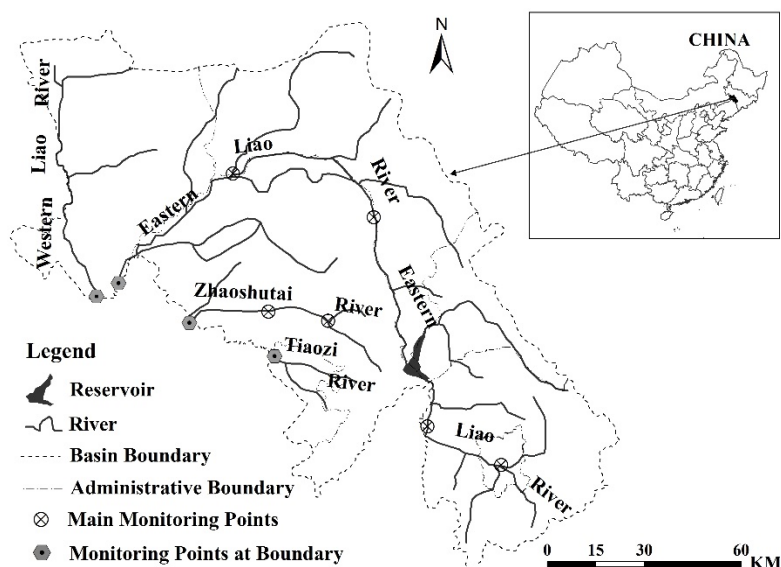 N
CHINA
Western Liao River
Eastern Liao River
Zhaoshutai River
Tiaozi River
Eastern Liao River
Legend
Reservoir
River
Basin Boundary
Administrative Boundary
Main Monitoring Points
Monitoring Points at Boundary
0 15 30 60 KM